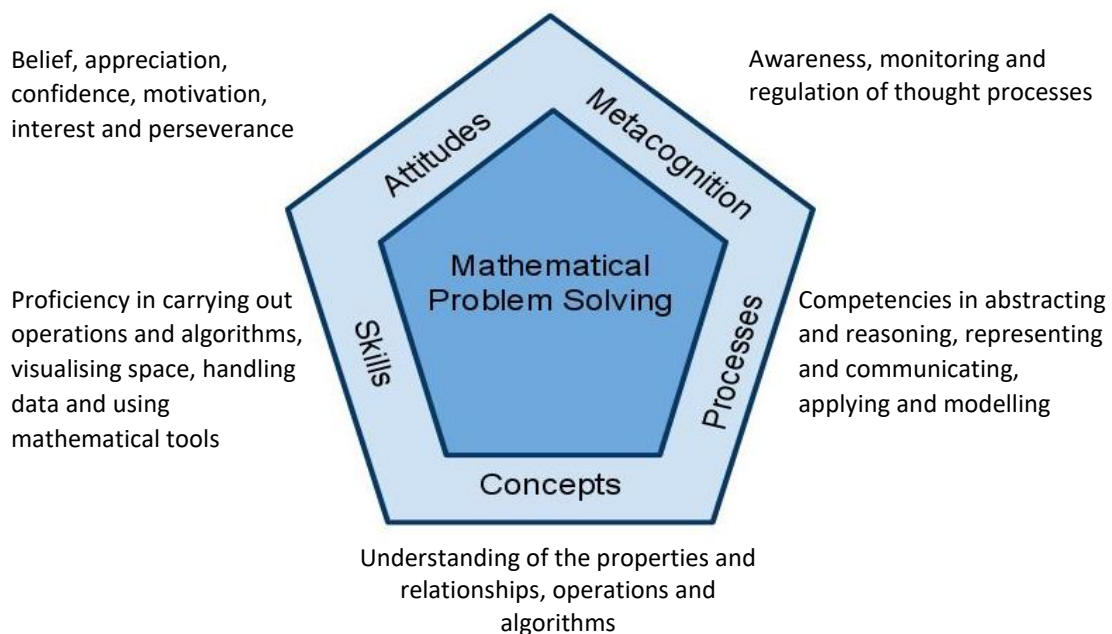 Belief, appreciation,
confidence, motivation,
interest and perseverance
Attitudes
Metacognition
Awareness, monitoring and
regulation of thought processes
Mathematical
Problem Solving
Proficiency in carrying out
operations and algorithms,
visualising space, handling
data and using
mathematical tools
Skills
Processes
Competencies in abstracting
and reasoning, representing
and communicating,
applying and modelling
Concepts
Understanding of the properties and
relationships, operations and
algorithms